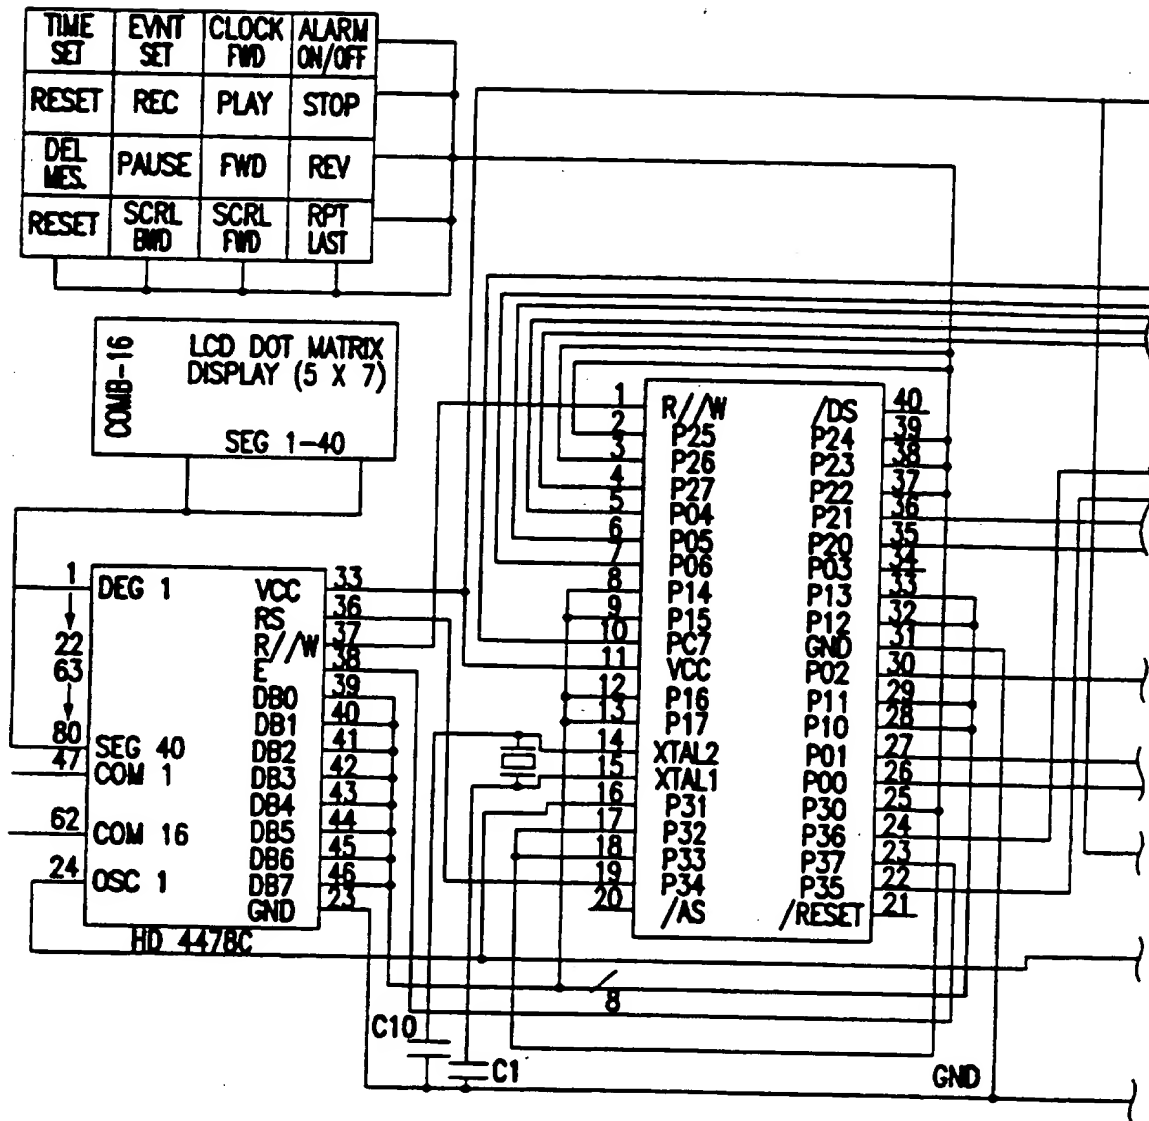 TIME SET EVNT SET CLOCK FWD ALARM ON/OFF
RESET REC PLAY STOP
DEL MES. PAUSE FWD REV
RESET SCRL BWD SCRL FWD RPT LAST
COMB-16
LCD DOT MATRIX
DISPLAY (5 X 7)
SEG 1-40
1 DEG 1
22
63
80 SEG 40
47 COM 1
62 COM 16
24 OSC 1
VCC 33
RS 36
R//W 37
E 38
DB0 39
DB1 40
DB2 41
DB3 42
DB4 43
DB5 44
DB6 45
DB7 46
GND 23
HD 4478C
1 R//W
2 P25
3 P26
4 P27
5 P04
6 P05
7 P06
8 P14
9 P15
10 PC7
11 VCC
12 P16
13 P17
14 XTAL2
15 XTAL1
16 P31
17 P32
18 P33
19 P34
20 /AS
/DS 40
P24 39
P23 38
P22 37
P21 36
P20 35
P03 34
P13 33
P12 32
GND 31
P02 30
P11 29
P10 28
P01 27
P00 26
P30 25
P36 24
P37 23
P35 22
/RESET 21
8
C10
C1
GND